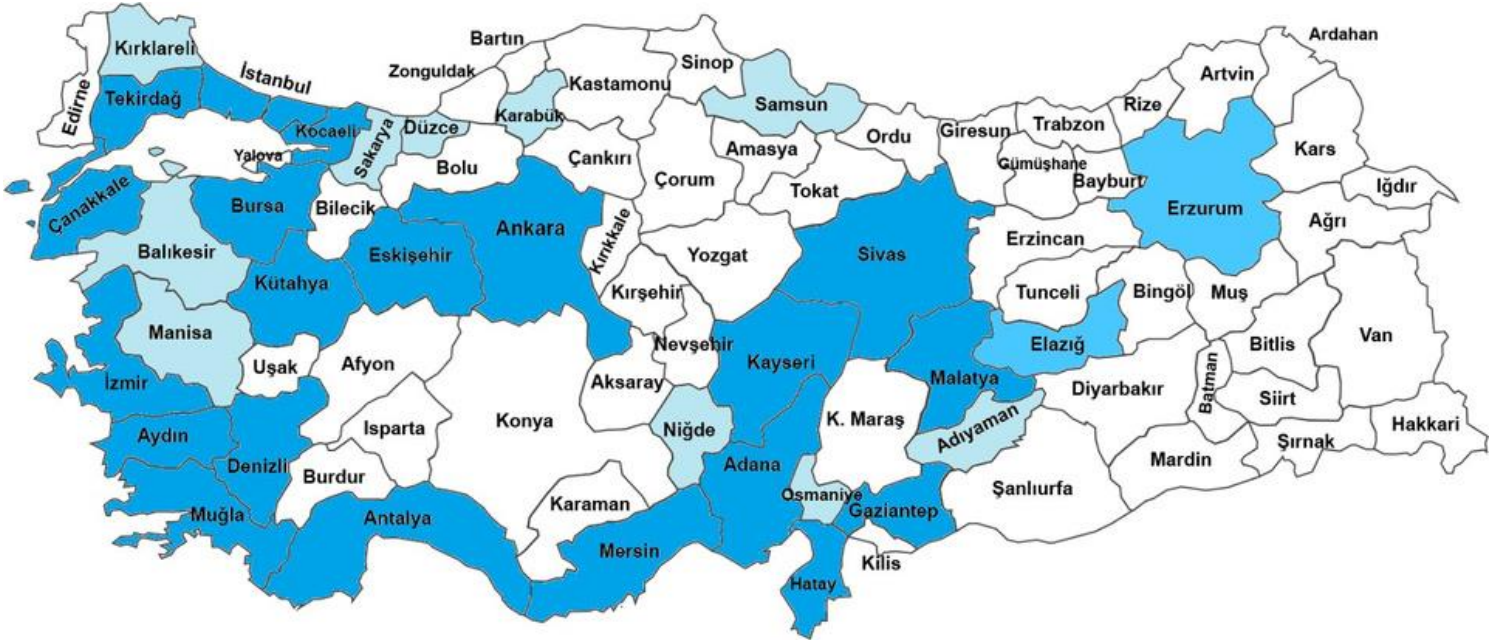 Kırklareli
Edirne
Tekirdağ
İstanbul
Kocaeli
Yalova
Sakarya
Düzce
Bolu
Zonguldak
Bartın
Karabük
Kastamonu
Sinop
Çankırı
Samsun
Amasya
Çorum
Tokat
Ordu
Giresun
Gümüşhane
Trabzon
Bayburt
Rize
Artvin
Ardahan
Kars
Iğdır
Ağrı
Erzurum
Erzincan
Çanakkale
Balıkesir
Bursa
Bilecik
Kütahya
Eskişehir
Ankara
Kırıkkale
Kırşehir
Yozgat
Sivas
Tunceli
Bingöl
Muş
Bitlis
Van
Manisa
İzmir
Uşak
Afyon
Aksaray
Nevşehir
Kayseri
Malatya
Elazığ
Diyarbakır
Batman
Siirt
Şırnak
Hakkari
Aydın
Denizli
Isparta
Burdur
Konya
Niğde
Adana
K. Maraş
Adıyaman
Şanlıurfa
Mardin
Muğla
Antalya
Karaman
Mersin
Osmaniye
Gaziantep
Hatay
Kilis